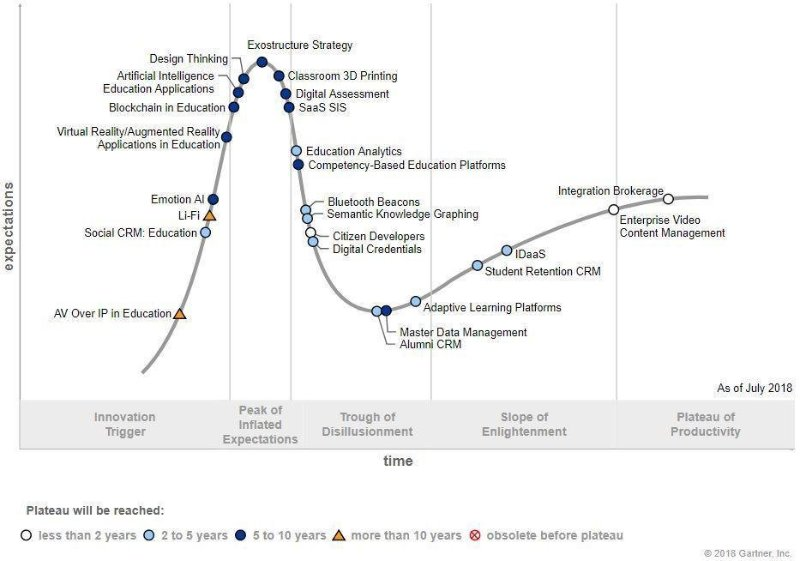 Exostructure Strategy
Design Thinking
Artificial Intelligence
Education Applications
Blockchain in Education
Virtual Reality/Augmented Reality
Applications in Education
Emotion AI
Li-Fi
Social CRM: Education
AV Over IP in Education
Classroom 3D Printing
Digital Assessment
SaaS SIS
Education Analytics
Competency-Based Education Platforms
Bluetooth Beacons
Semantic Knowledge Graphing
Citizen Developers
Digital Credentials
Adaptive Learning Platforms
Master Data Management
Alumni CRM
IDaaS
Student Retention CRM
Integration Brokerage
Enterprise Video
Content Management
expectations
As of July 2018
Innovation
Trigger
Peak of
Inflated
Expectations
Trough of
Disillusionment
Slope of
Enlightenment
Plateau of
Productivity
time
Plateau will be reached:
less than 2 years
2 to 5 years
5 to 10 years
more than 10 years
obsolete before plateau
© 2018 Gartner, Inc.